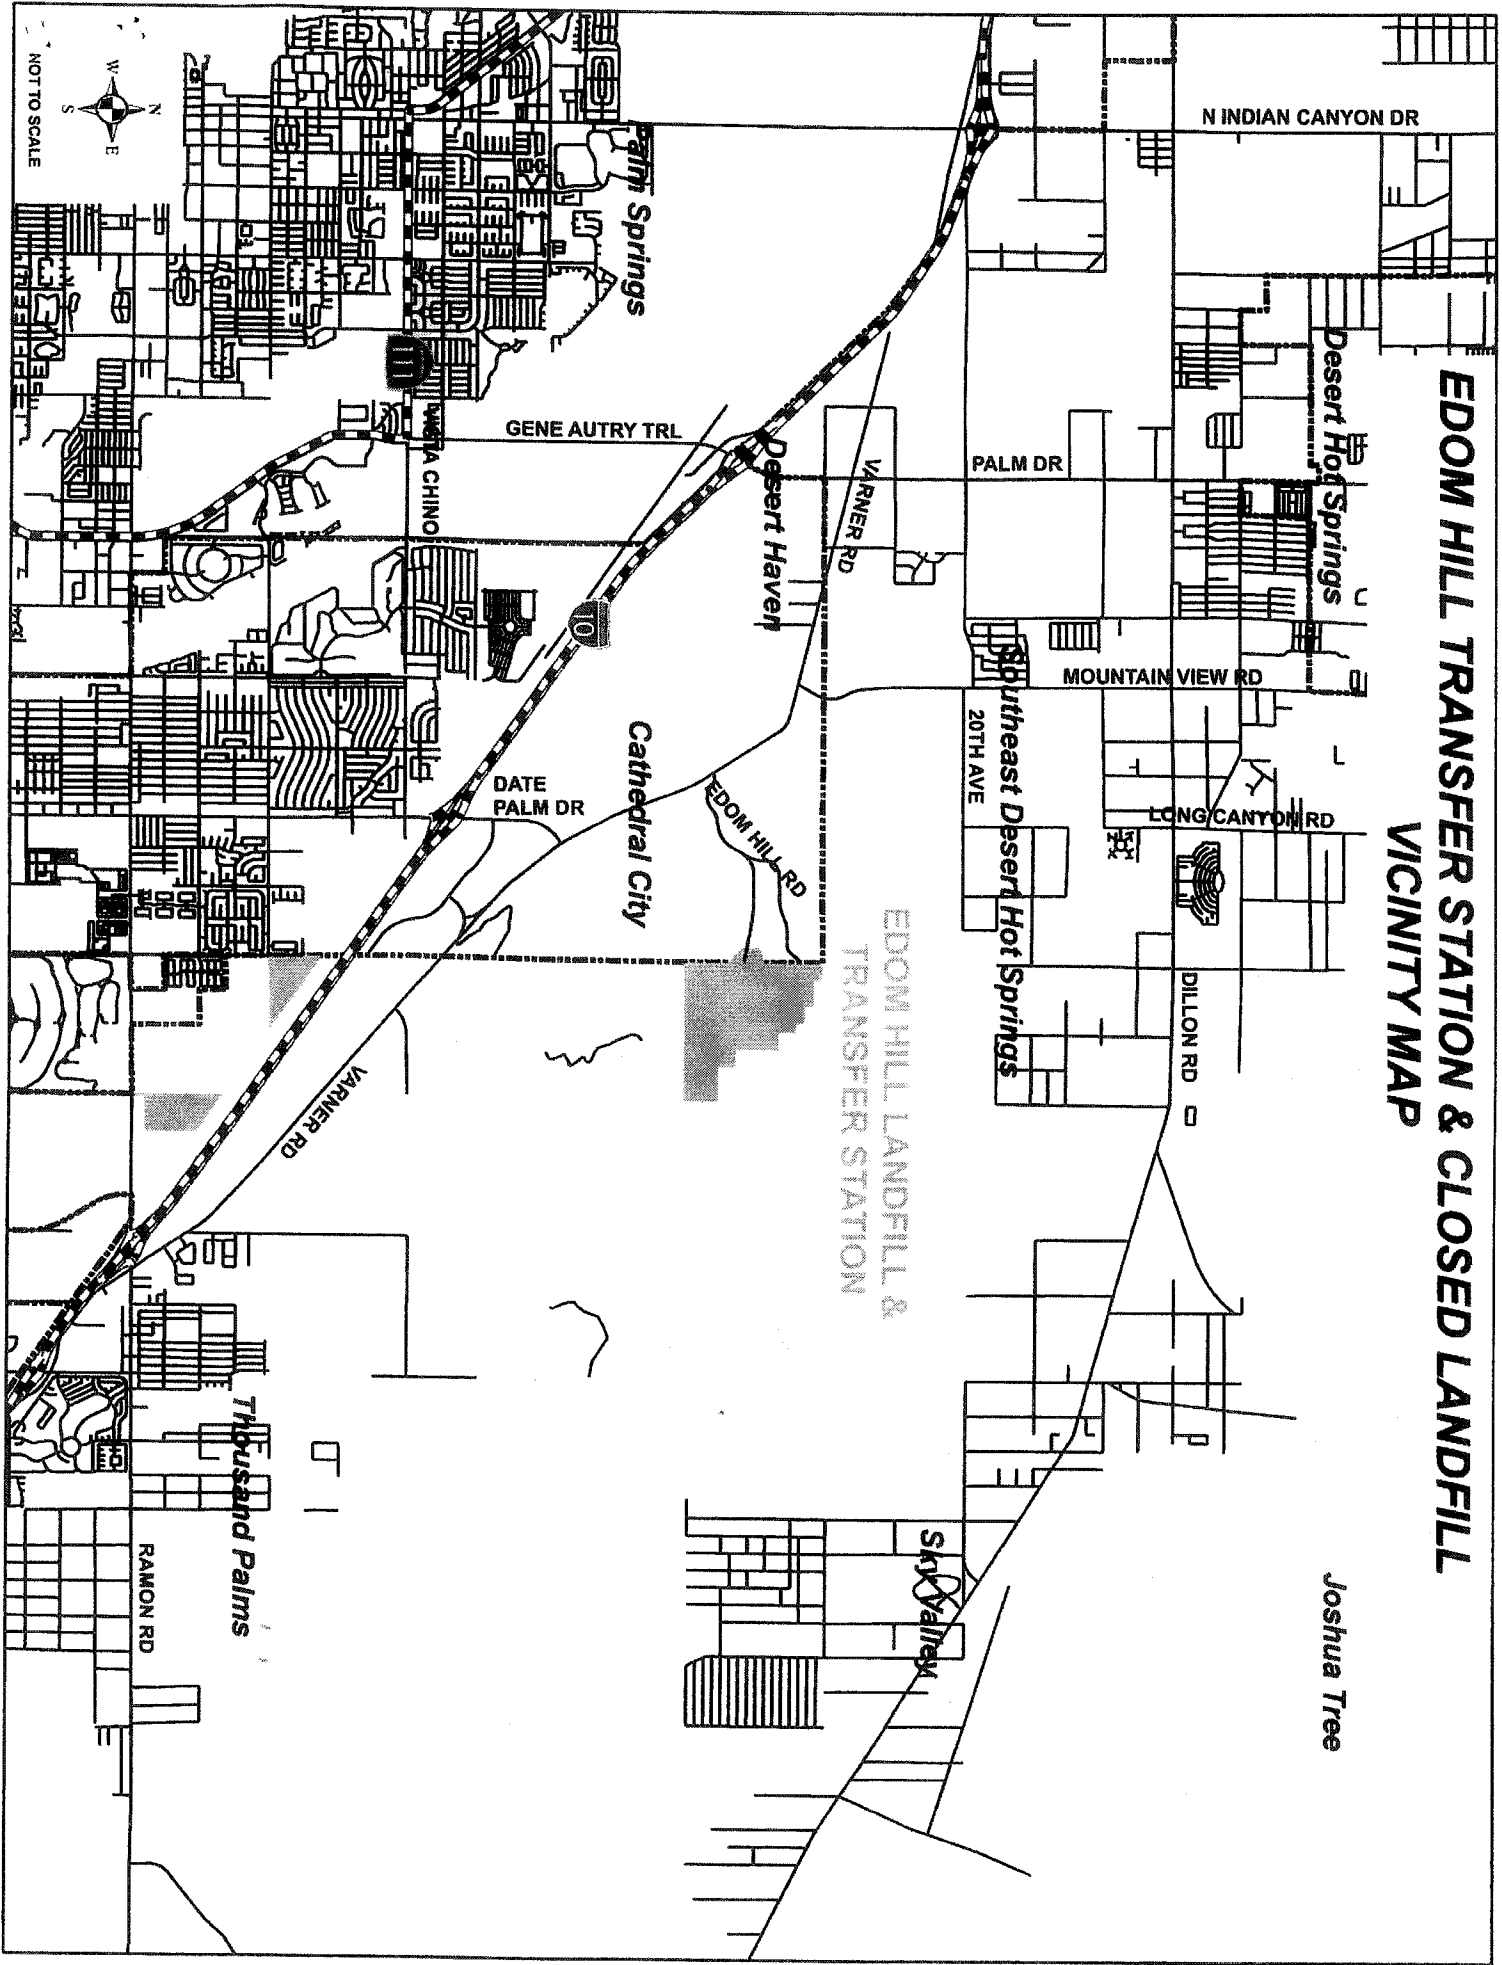 EDOM HILL TRANSFER STATION & CLOSED LANDFILL
VICINITY MAP
Joshua Tree
Desert Hot Springs
N INDIAN CANYON DR
LONG CANYON RD
MOUNTAIN VIEW RD
DILLON RD
PALM DR
Southeast Desert Hot Springs
20TH AVE
Sky Valley
EDOM HILL LANDFILL &
TRANSFER STATION
VARNER RD
Desert Haven
EDOM HILL RD
Palm Springs
Cathedral City
GENE AUTRY TRL
10
DATE
PALM DR
VISTA CHINO
111
VARNER RD
Thousand Palms
RAMON RD
N
W
E
S
NOT TO SCALE